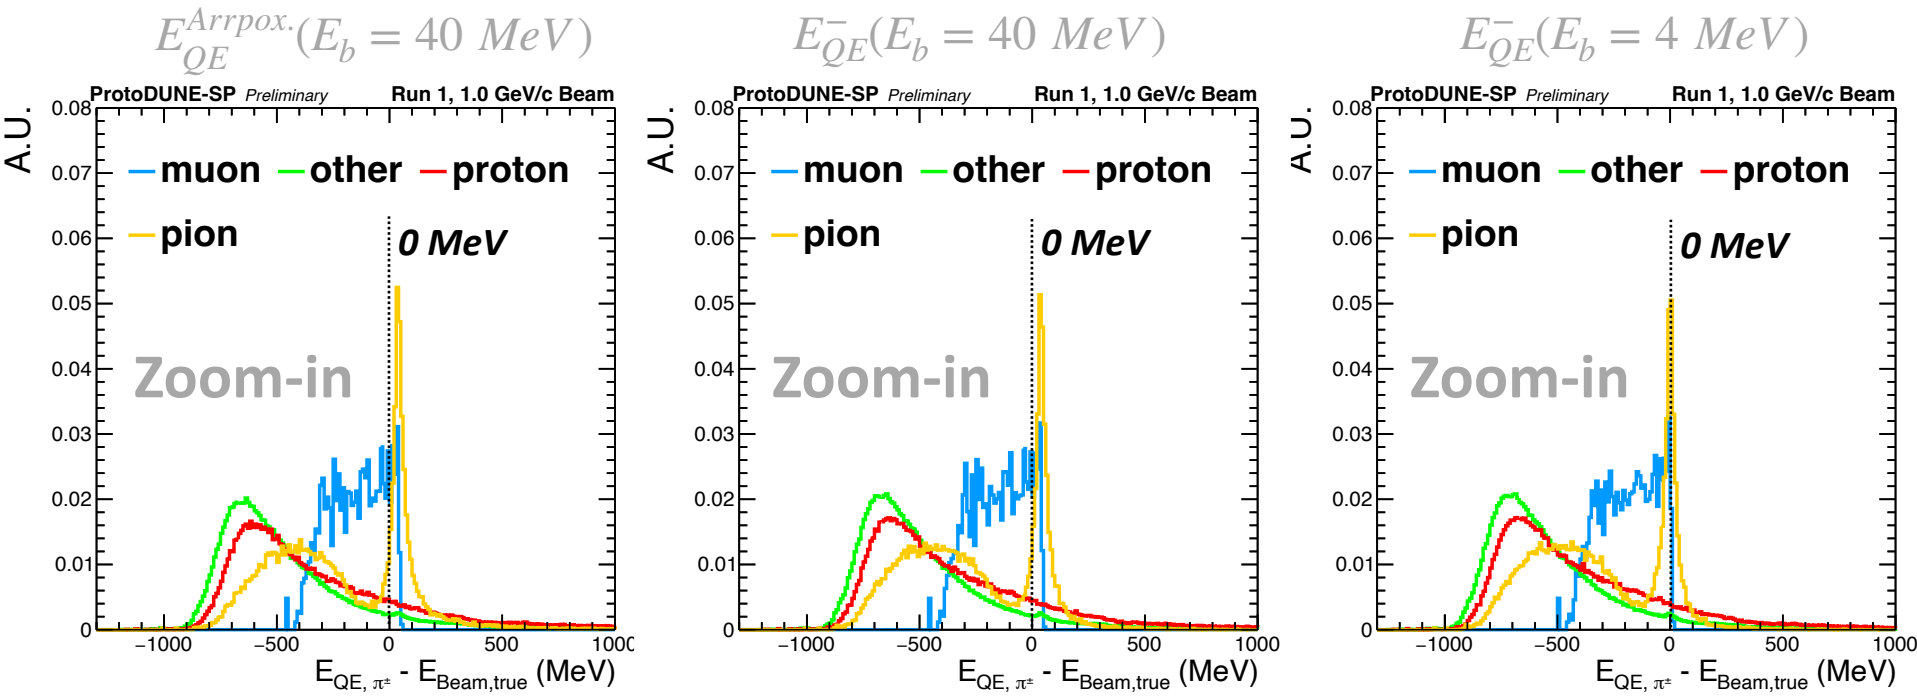 E_{QE}^{Arrpox.}(E_b = 40 MeV)
ProtoDUNE-SP Preliminary Run 1, 1.0 GeV/c Beam
A.U.
0.08
0.07
0.06
0.05
0.04
0.03
0.02
0.01
0
muon other proton
pion
0 MeV
Zoom-in
−1000 −500 0 500 1000
E_{QE, π±} - E_{Beam,true} (MeV)
E_{QE}^{−}(E_b = 40 MeV)
ProtoDUNE-SP Preliminary Run 1, 1.0 GeV/c Beam
A.U.
0.08
0.07
0.06
0.05
0.04
0.03
0.02
0.01
0
muon other proton
pion
0 MeV
Zoom-in
−1000 −500 0 500 1000
E_{QE, π±} - E_{Beam,true} (MeV)
E_{QE}^{−}(E_b = 4 MeV)
ProtoDUNE-SP Preliminary Run 1, 1.0 GeV/c Beam
A.U.
0.08
0.07
0.06
0.05
0.04
0.03
0.02
0.01
0
muon other proton
pion
0 MeV
Zoom-in
−1000 −500 0 500 1000
E_{QE, π±} - E_{Beam,true} (MeV)